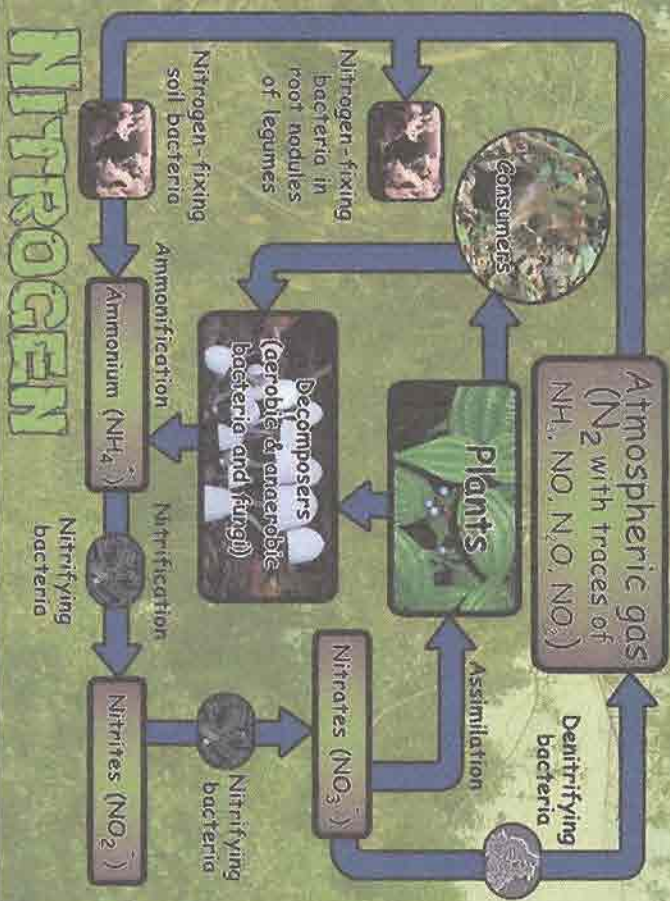 Atmospheric gas
(N₂ with traces of
NH₃, NO, N₂O, NO₂)
Denitrifying
bacteria
Consumers
Plants
Assimilation
Nitrogen-fixing
bacteria in
root nodules
of legumes
Decomposers
(aerobic & anaerobic
bacteria and fungi)
Nitrates (NO₃⁻)
Nitrogen-fixing
soil bacteria
Ammonification
Nitrification
Nitrifying
bacteria
Ammonium (NH₄⁺)
Nitrifying
bacteria
Nitrites (NO₂⁻)
NITROGEN